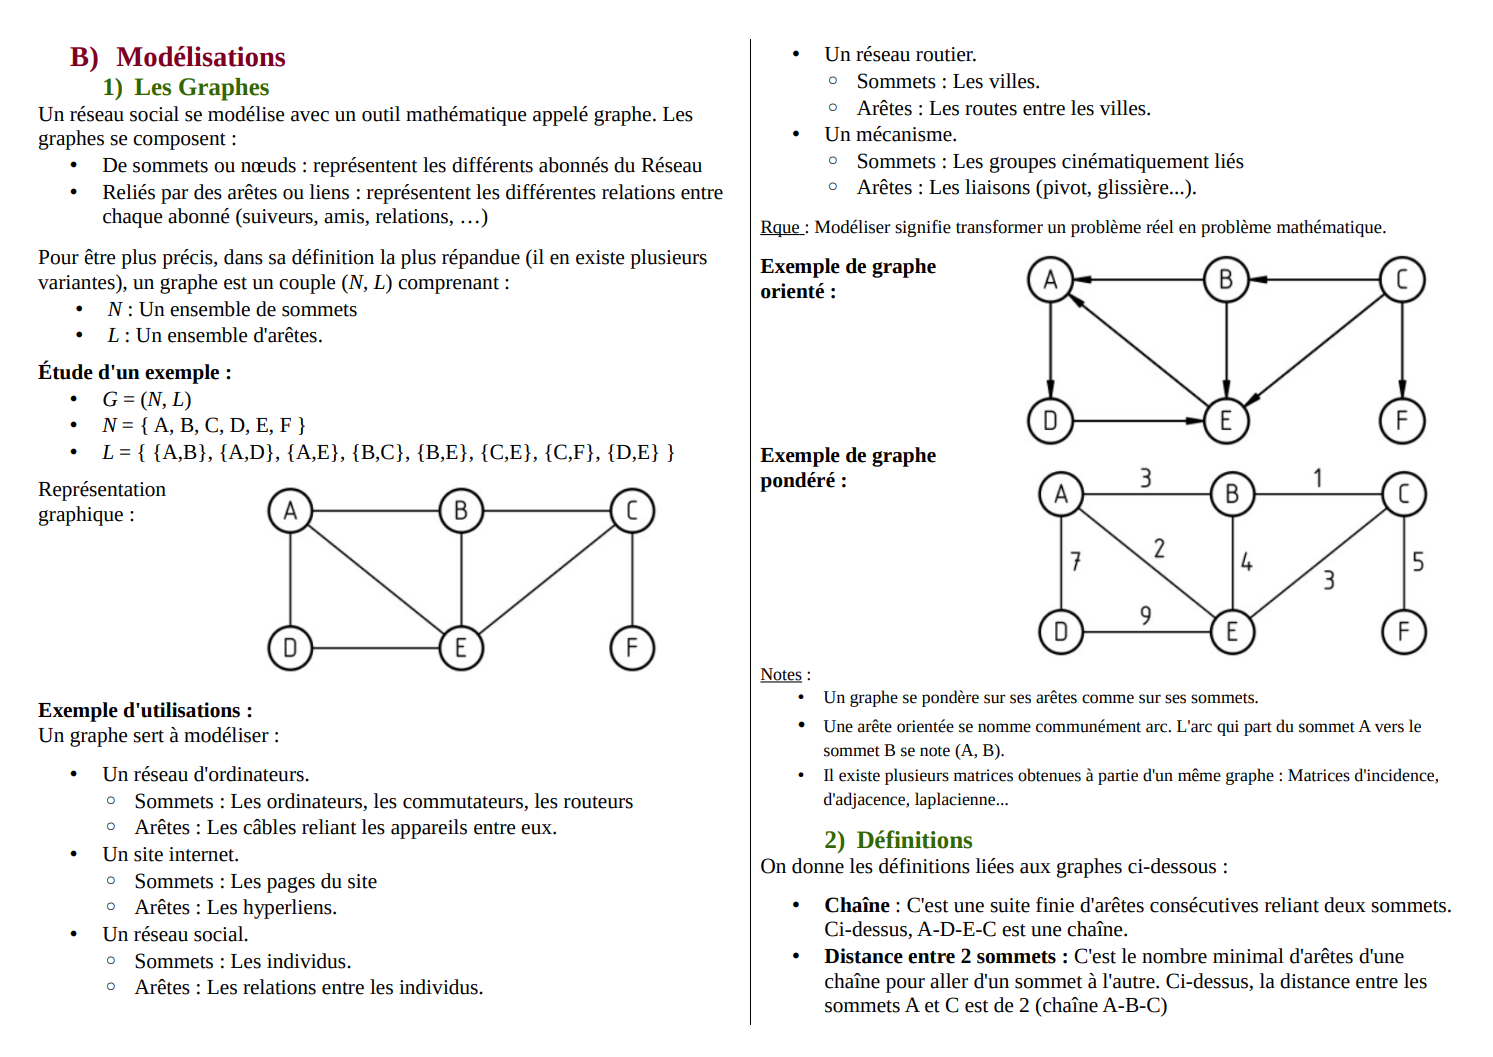 B) Modélisations
1) Les Graphes
Un réseau social se modélise avec un outil mathématique appelé graphe. Les
graphes se composent :
• De sommets ou nœuds : représentent les différents abonnés du Réseau
• Reliés par des arêtes ou liens : représentent les différentes relations entre
chaque abonné (suiveurs, amis, relations, …)
Pour être plus précis, dans sa définition la plus répandue (il en existe plusieurs
variantes), un graphe est un couple (N, L) comprenant :
• N : Un ensemble de sommets
• L : Un ensemble d'arêtes.
Étude d'un exemple :
• G = (N, L)
• N = { A, B, C, D, E, F }
• L = { {A,B}, {A,D}, {A,E}, {B,C}, {B,E}, {C,E}, {C,F}, {D,E} }
Représentation
graphique :
A B C
D E F
Exemple d'utilisations :
Un graphe sert à modéliser :
• Un réseau d'ordinateurs.
○ Sommets : Les ordinateurs, les commutateurs, les routeurs
○ Arêtes : Les câbles reliant les appareils entre eux.
• Un site internet.
○ Sommets : Les pages du site
○ Arêtes : Les hyperliens.
• Un réseau social.
○ Sommets : Les individus.
○ Arêtes : Les relations entre les individus.
• Un réseau routier.
○ Sommets : Les villes.
○ Arêtes : Les routes entre les villes.
• Un mécanisme.
○ Sommets : Les groupes cinématiquement liés
○ Arêtes : Les liaisons (pivot, glissière...).
Rque : Modéliser signifie transformer un problème réel en problème mathématique.
Exemple de graphe
orienté :
A B C
D E F
Exemple de graphe
pondéré :
A 3 B 1 C
7 2 4 3 5
D 9 E F
Notes :
• Un graphe se pondère sur ses arêtes comme sur ses sommets.
• Une arête orientée se nomme communément arc. L'arc qui part du sommet A vers le
sommet B se note (A, B).
• Il existe plusieurs matrices obtenues à partie d'un même graphe : Matrices d'incidence,
d'adjacence, laplacienne...
2) Définitions
On donne les définitions liées aux graphes ci-dessous :
• Chaîne : C'est une suite finie d'arêtes consécutives reliant deux sommets.
Ci-dessus, A-D-E-C est une chaîne.
• Distance entre 2 sommets : C'est le nombre minimal d'arêtes d'une
chaîne pour aller d'un sommet à l'autre. Ci-dessus, la distance entre les
sommets A et C est de 2 (chaîne A-B-C)